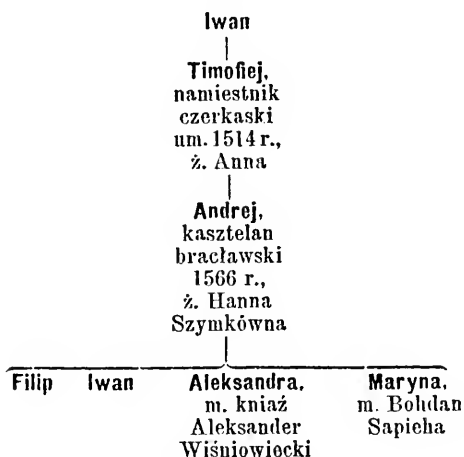 Iwan
Timofiej,
namiestnik
czerkaski
um. 1514 r.,
ż. Anna
Andrej,
kasztelan
bracławski
1566 r.,
ż. Hanna
Szymkówna
Filip Iwan Aleksandra, Maryna,
m. kniaź m. Bohdan
Aleksander Sapieha
Wiśniowiecki